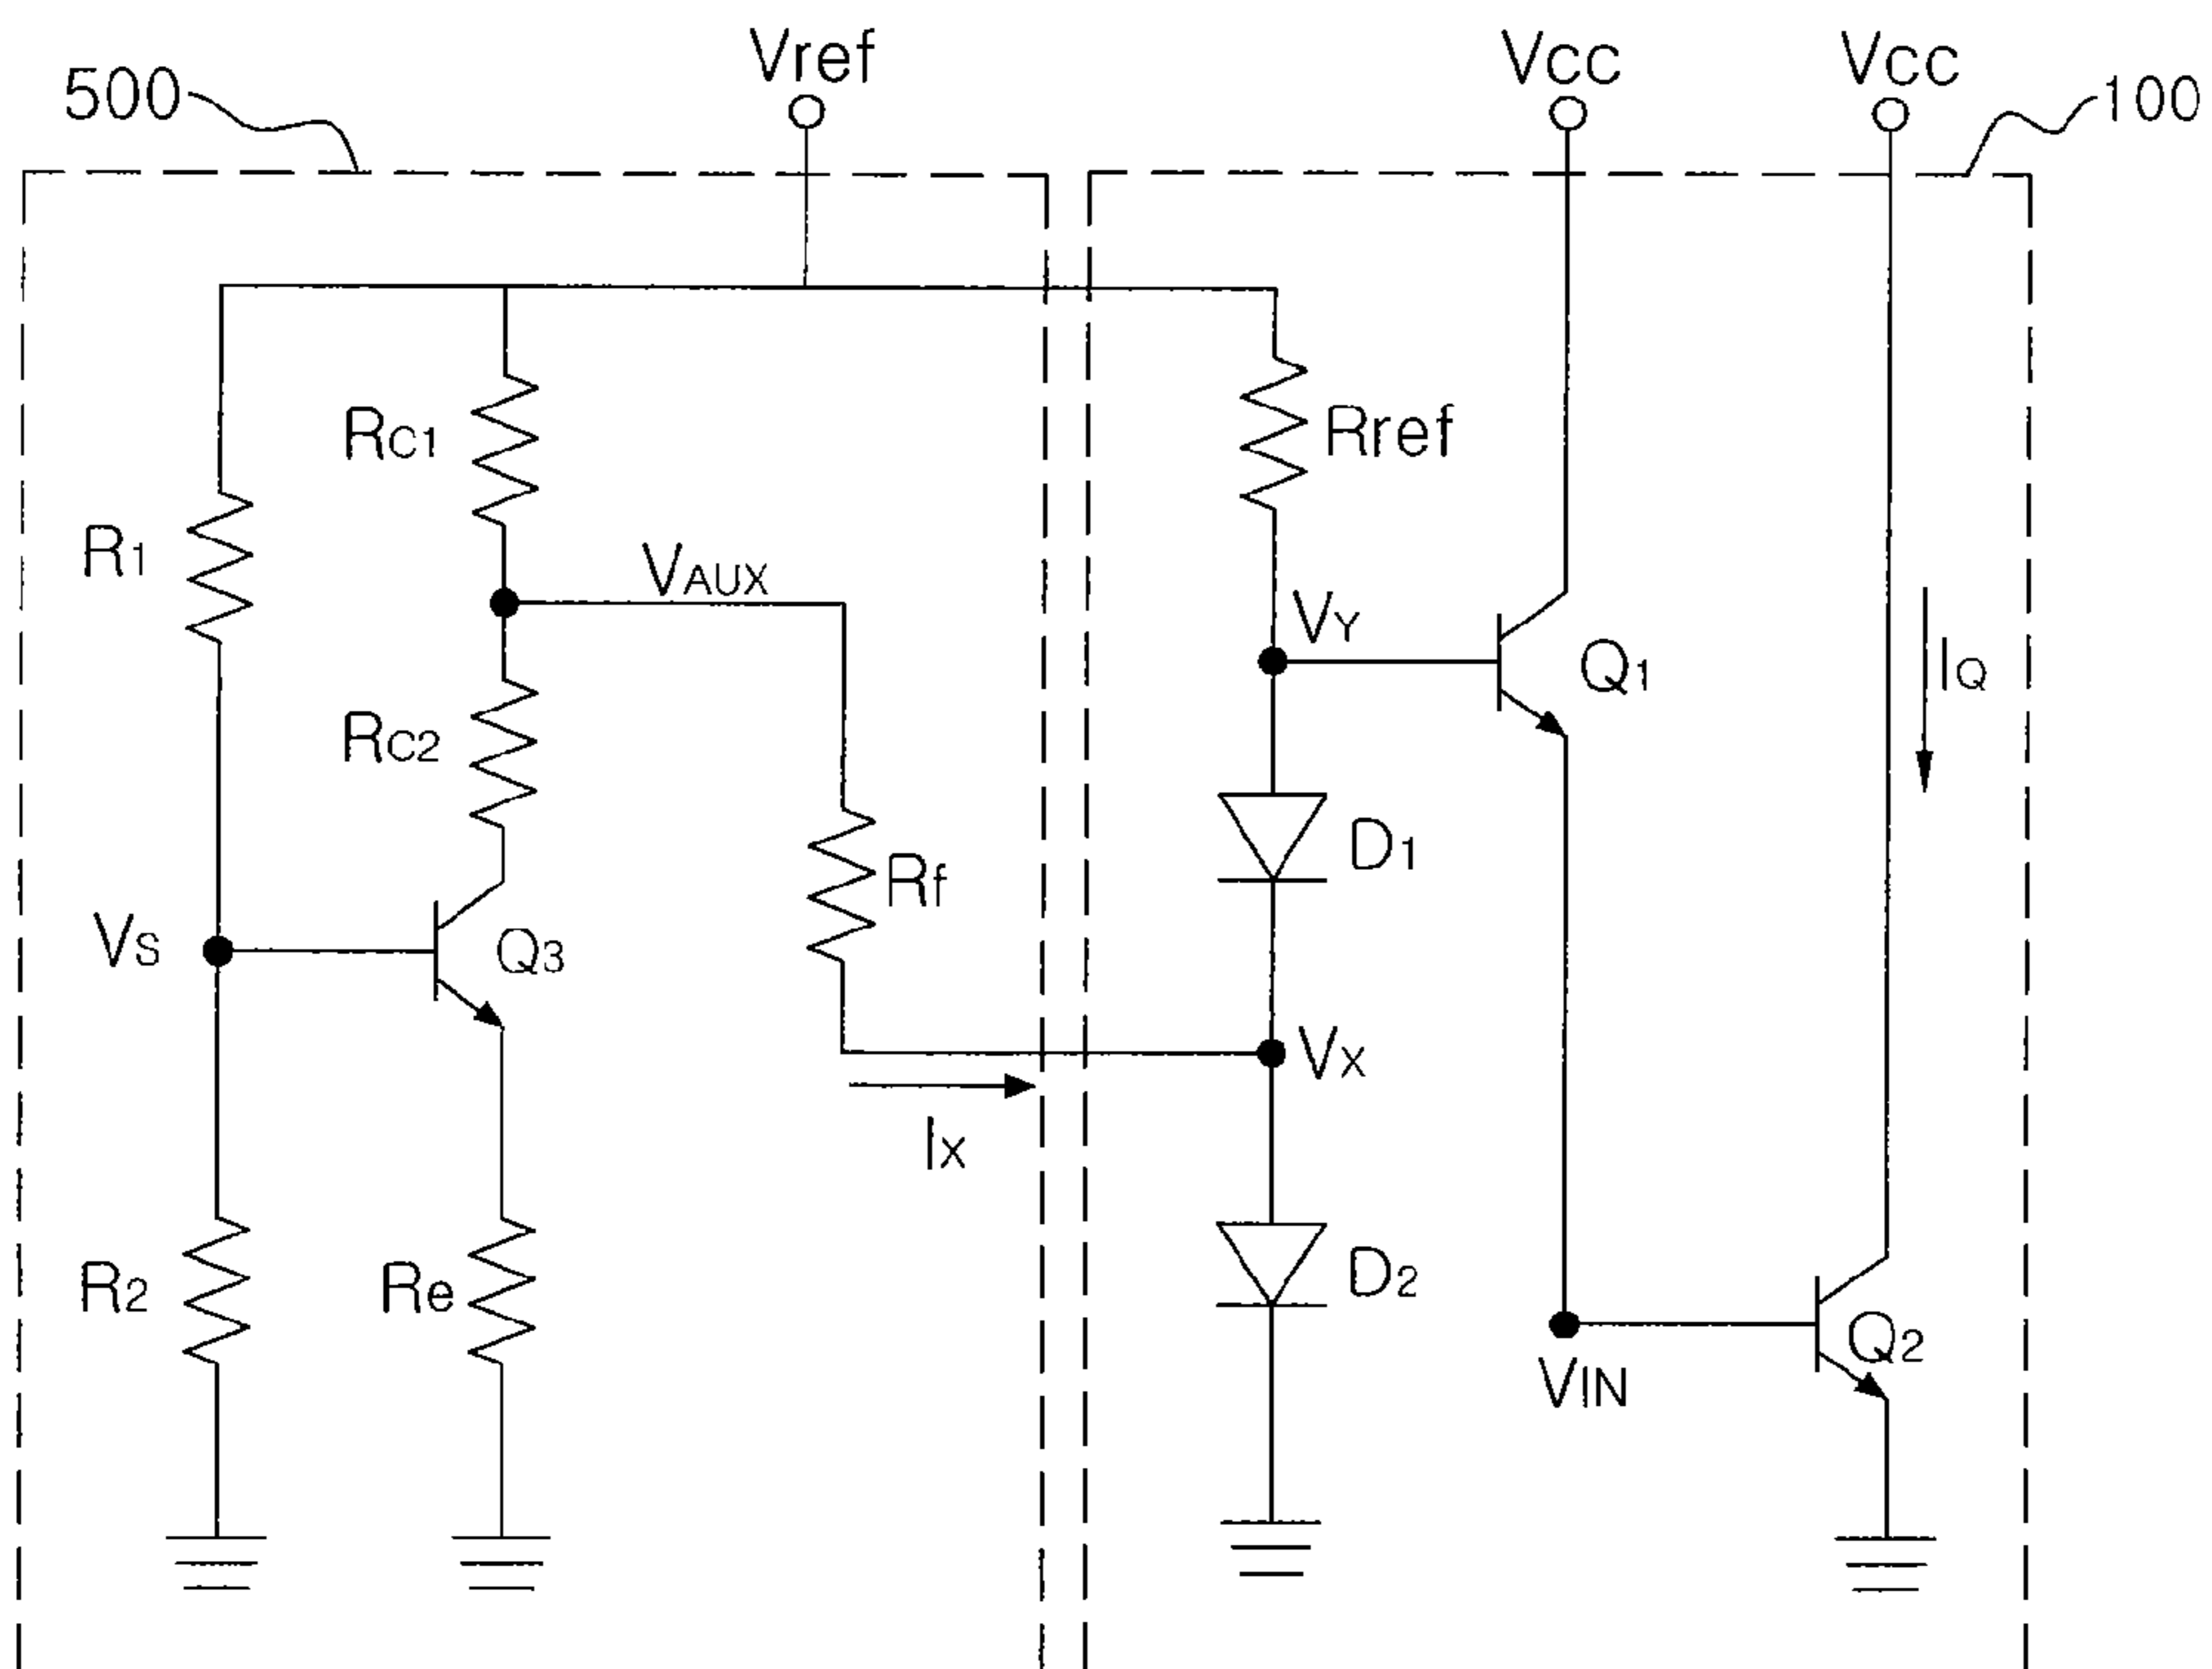 Vref
VCC
VCC
500
100
RC1
Rref
R1
VAUX
VY
Q1
IQ
RC2
D1
Rf
VS
Q3
VX
IX
R2
Re
D2
Q2
VIN